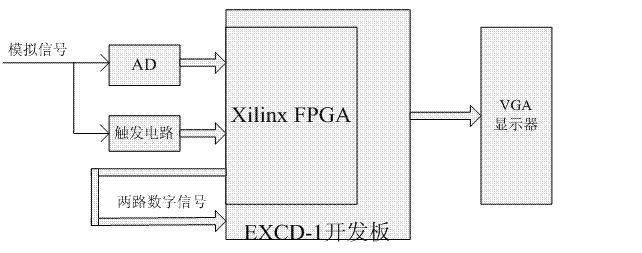 模拟信号
AD
触发电路
两路数字信号
Xilinx FPGA
EXCD-1开发板
VGA
显示器